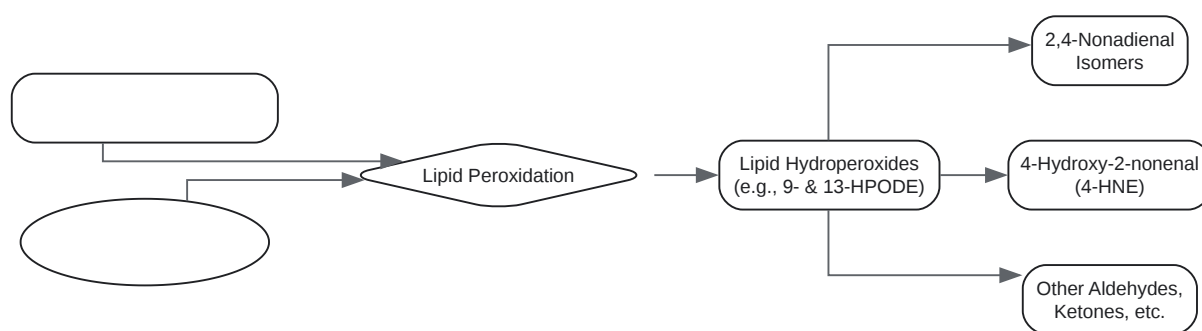 2,4-Nonadienal
Isomers
Lipid Peroxidation
Lipid Hydroperoxides
(e.g., 9- & 13-HPODE)
4-Hydroxy-2-nonenal
(4-HNE)
Other Aldehydes,
Ketones, etc.